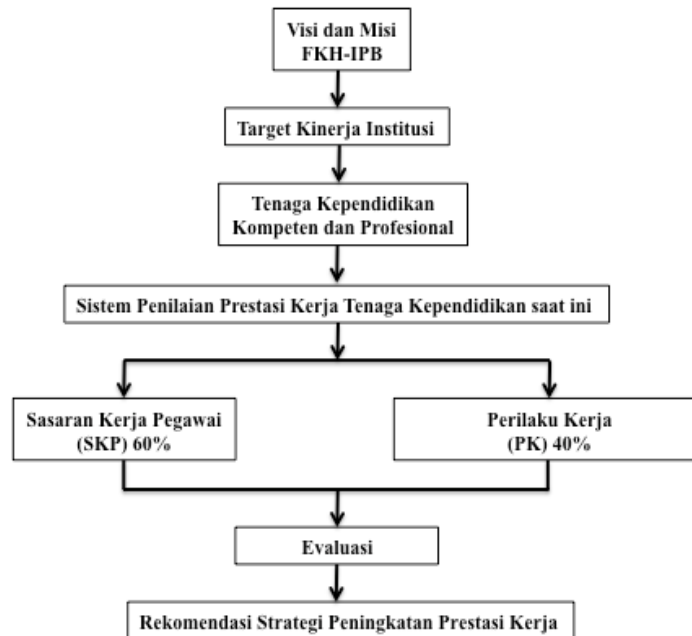 Visi dan Misi
FKH-IPB
Target Kinerja Institusi
Tenaga Kependidikan
Kompeten dan Profesional
Sistem Penilaian Prestasi Kerja Tenaga Kependidikan saat ini
Sasaran Kerja Pegawai
(SKP) 60%
Perilaku Kerja
(PK) 40%
Evaluasi
Rekomendasi Strategi Peningkatan Prestasi Kerja